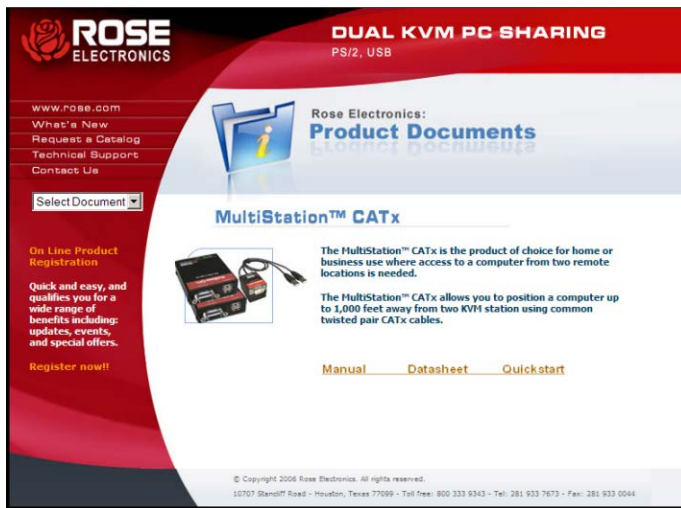 ROSE
ELECTRONICS
DUAL KVM PC SHARING
PS/2, USB
www.rose.com
What's New
Request a Catalog
Technical Support
Contact Us
Select Document
Rose Electronics:
Product Documents
MultiStation™ CATx
On Line Product
Registration
Quick and easy, and
qualifies you for a
wide range of
benefits including:
updates, events,
and special offers.
Register now!!
The MultiStation™ CATx is the product of choice for home or
business use where access to a computer from two remote
locations is needed.
The MultiStation™ CATx allows you to position a computer up
to 1,000 feet away from two KVM station using common
twisted pair CATx cables.
Manual Datasheet Quickstart
© Copyright 2006 Rose Electronics. All rights reserved.
10707 Stancliff Road - Houston, Texas 77099 - Toll free: 800 333 9343 - Tel: 281 933 7673 - Fax: 281 933 0044